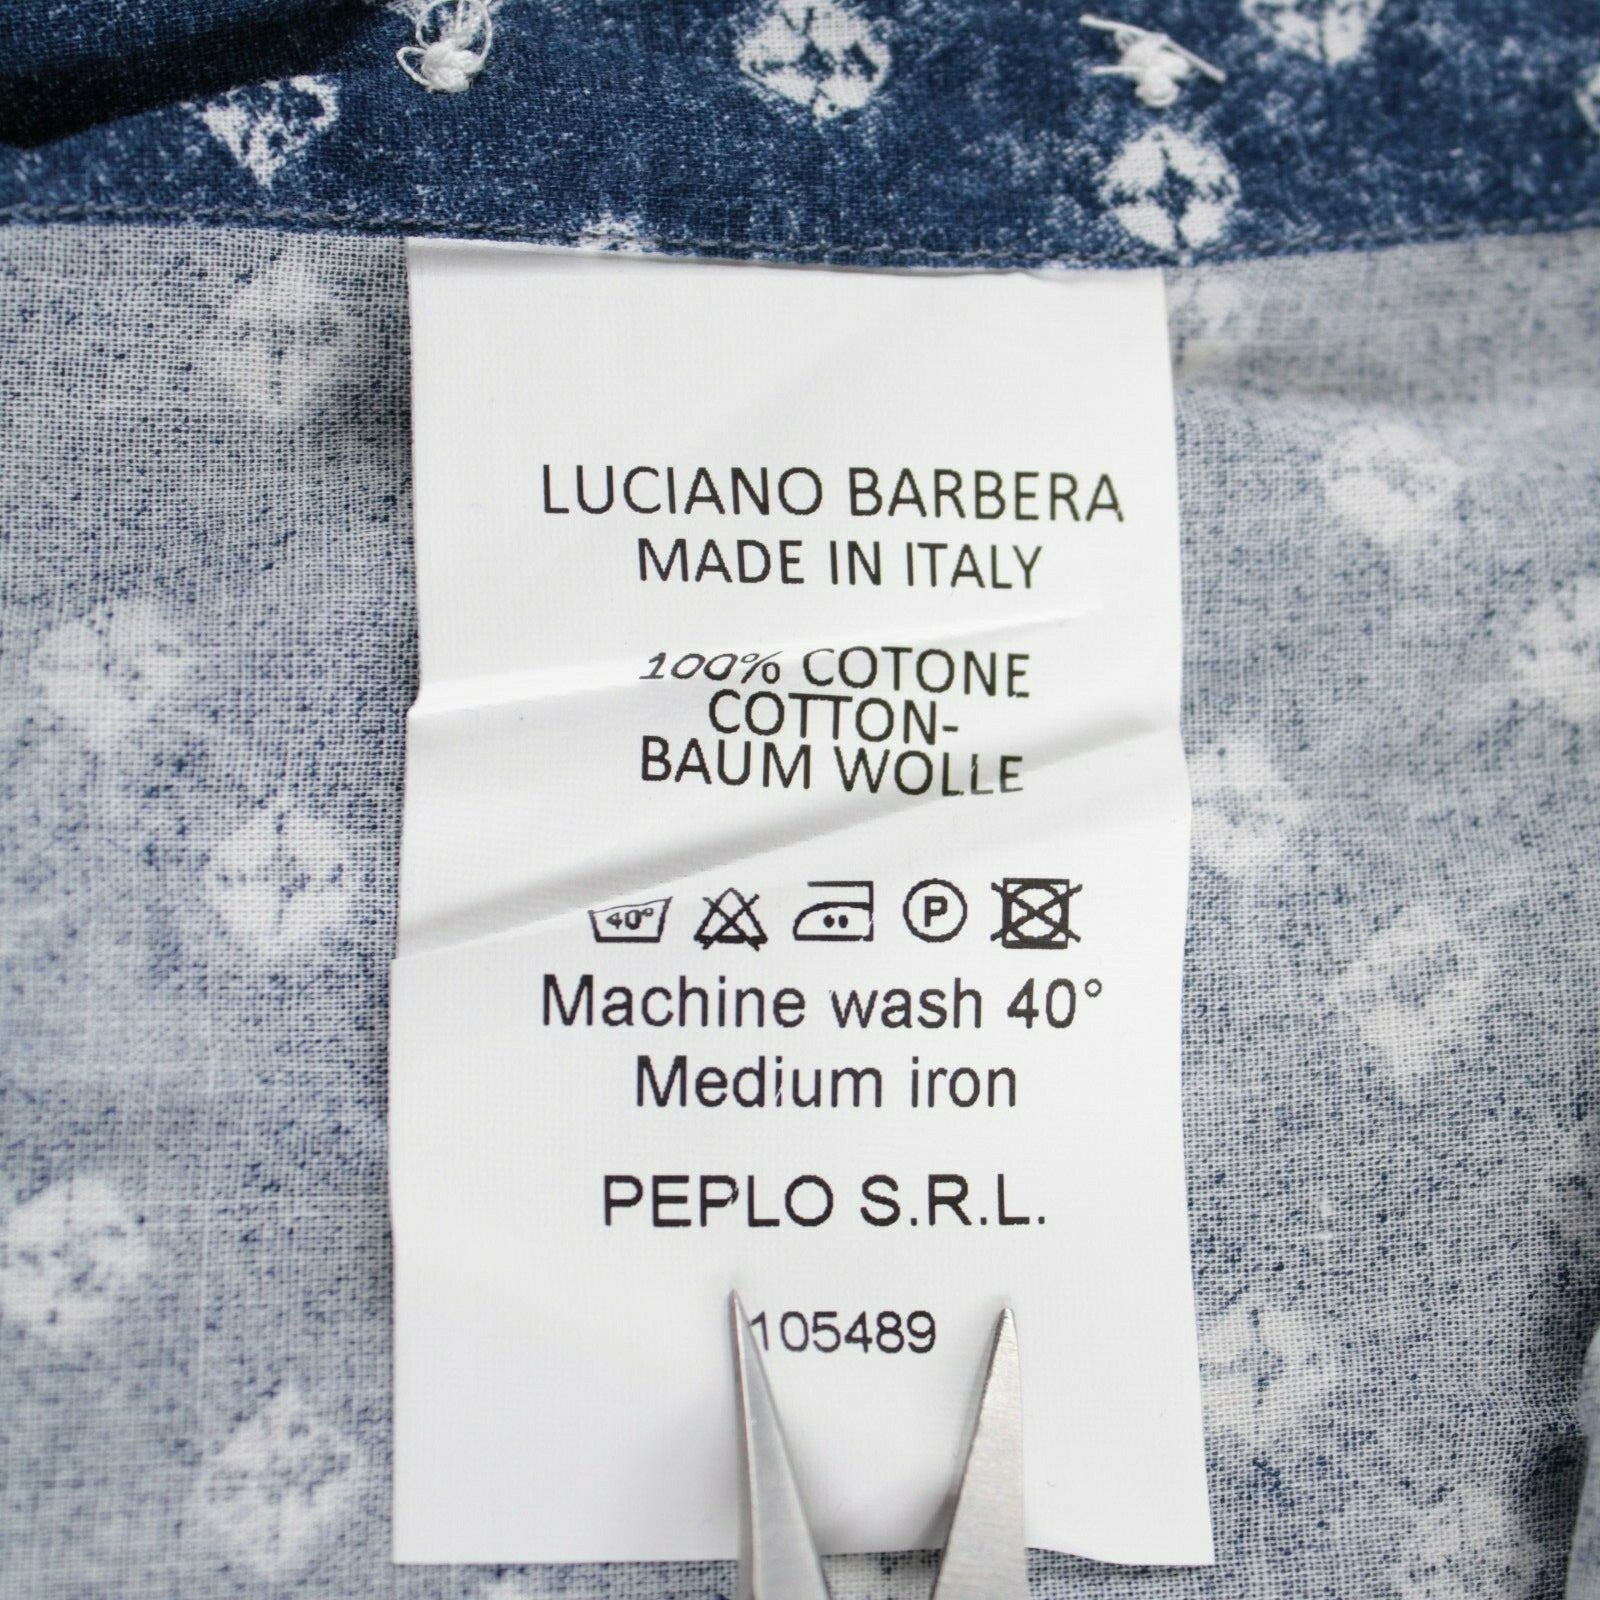 LUCIANO BARBERA
MADE IN ITALY
100% COTONE
COTTON-
BAUM WOLLE
40° P
Machine wash 40°
Medium iron
PEPLO S.R.L.
105489